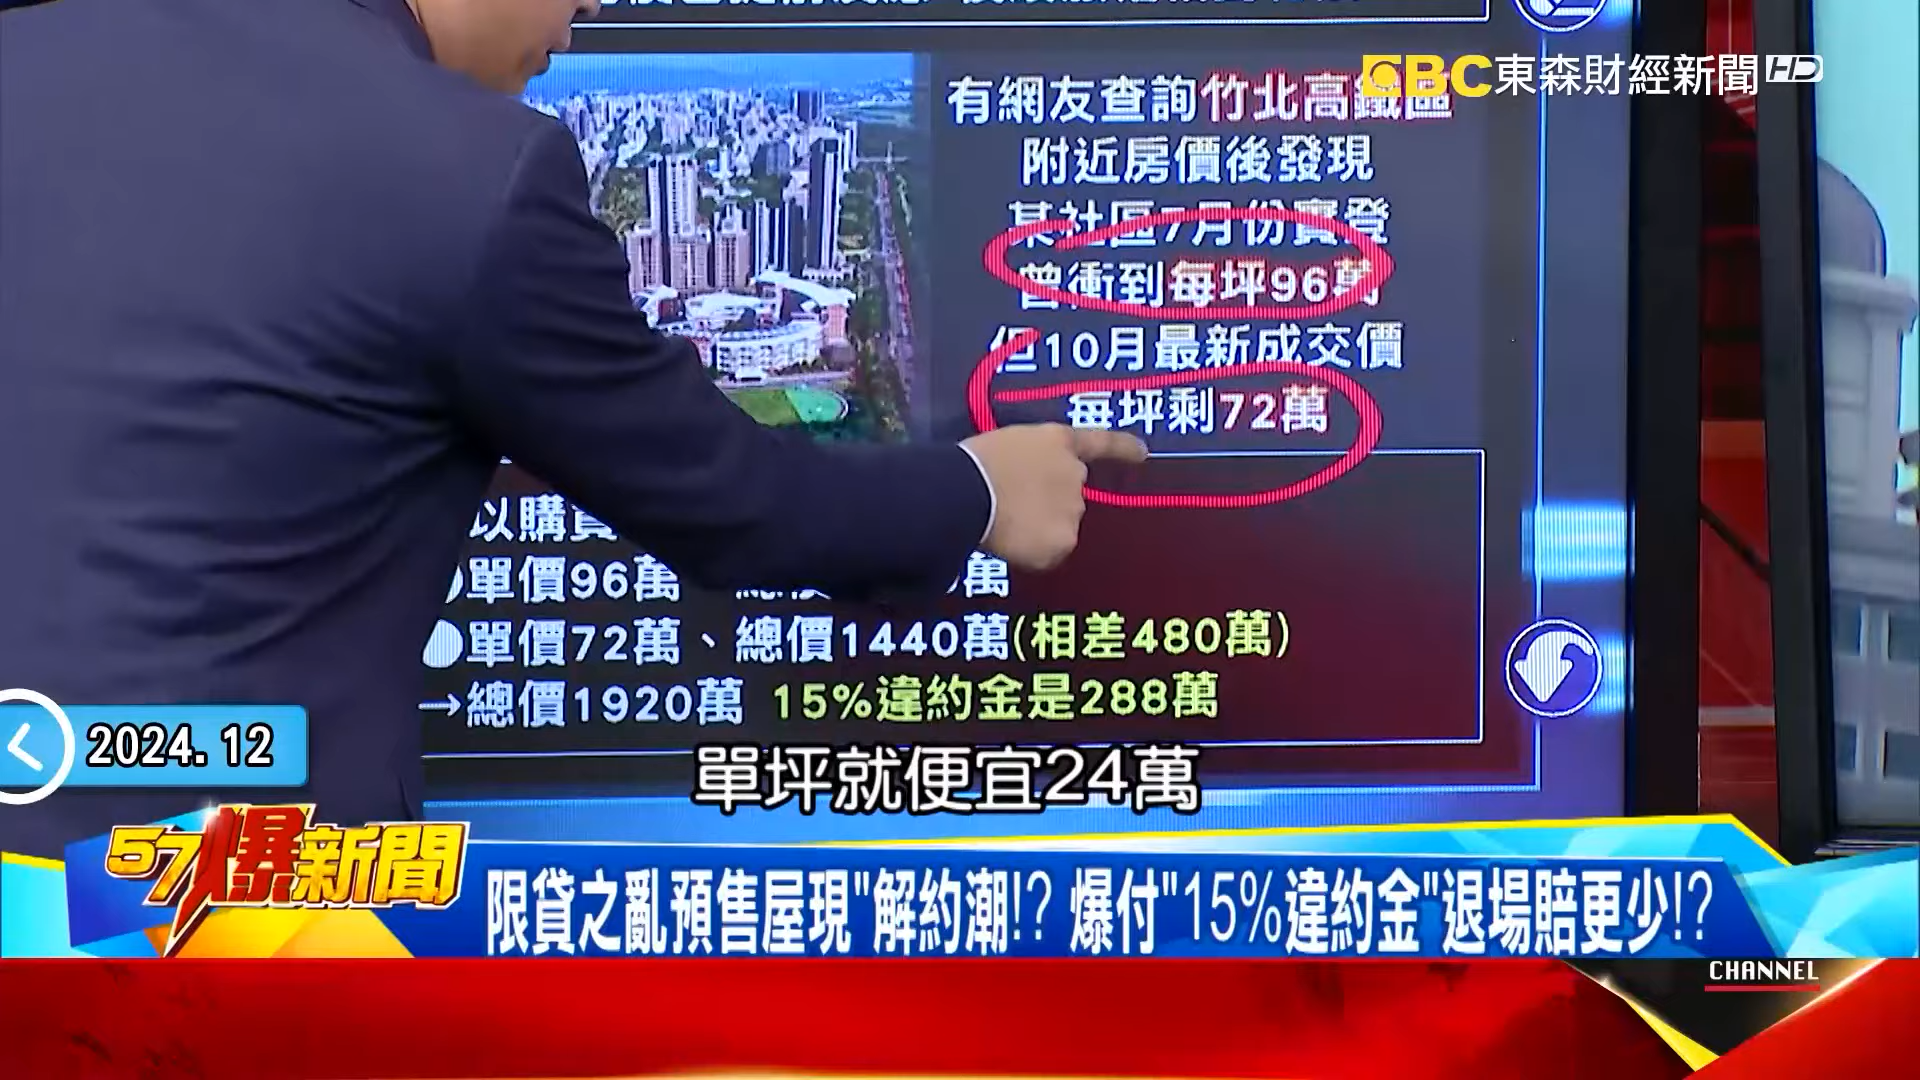 EBC東森財經新聞HD
有網友查詢竹北高鐵區
附近房價後發現
某社區7月份實登
曾衝到每坪96萬
但10月最新成交價
每坪剩72萬
以購買
單價96萬
萬
單價72萬、總價1440萬(相差480萬)
→總價1920萬 15%違約金是288萬
2024.12
單坪就便宜24萬
57爆新聞
限貸之亂預售屋現"解約潮!? 爆付"15%違約金"退場賠更少!?
CHANNEL